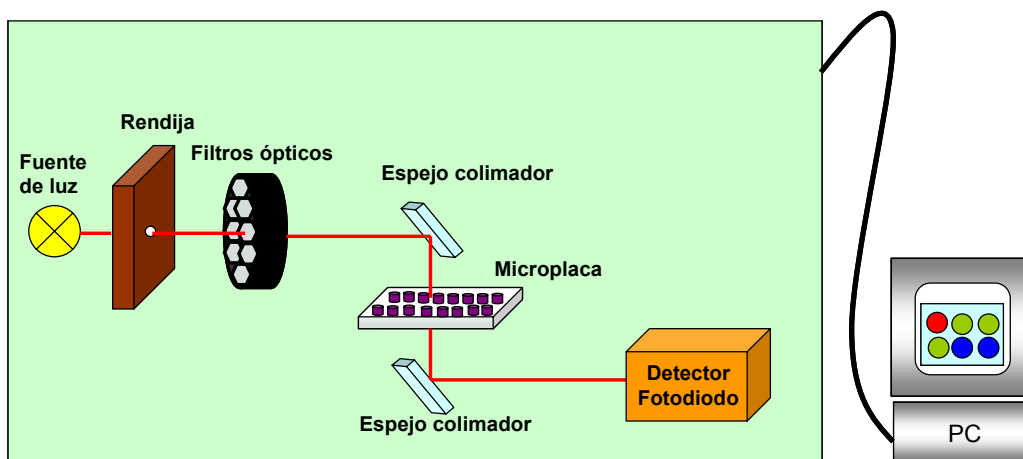 Rendija
Fuente
de luz
Filtros ópticos
Espejo colimador
Microplaca
Detector
Fotodiodo
Espejo colimador
PC